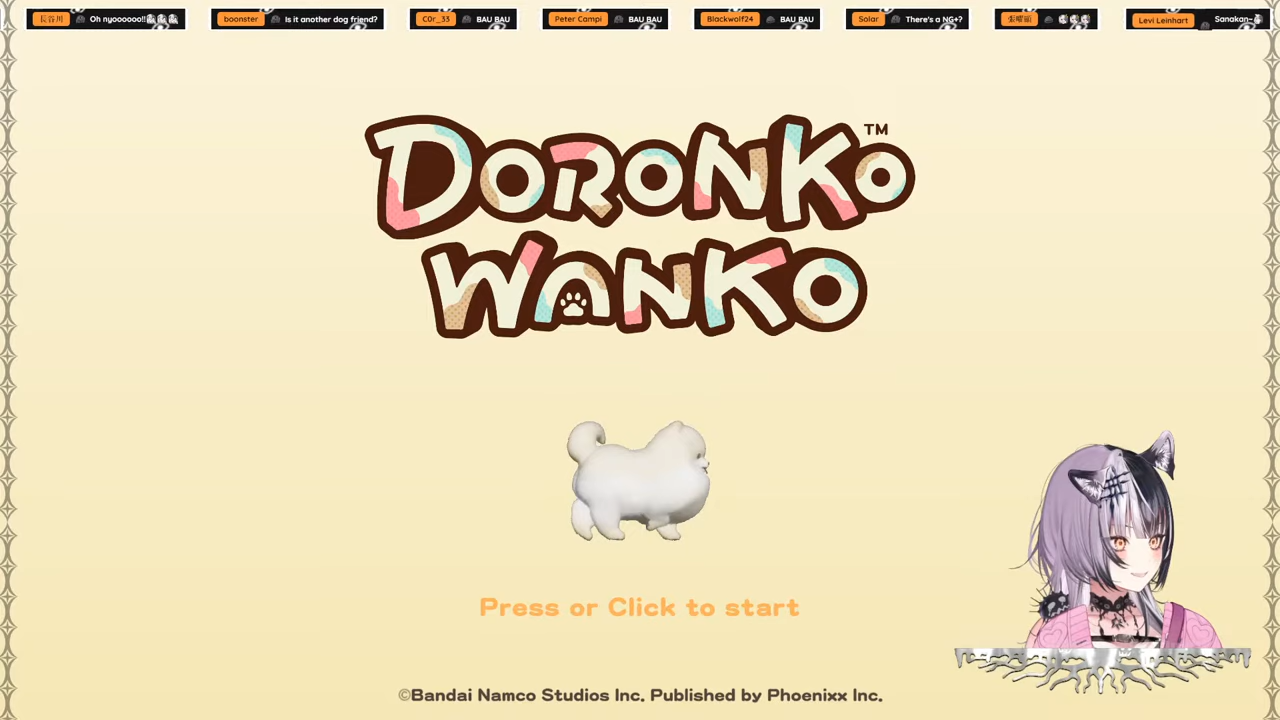 長谷川 Oh nyoooooo!!
boonster Is it another dog friend?
C0r_33 BAU BAU
Peter Campi BAU BAU
Blackwolf24 BAU BAU
Solar There's a NG+?
Levi Leinhart Sanakan~
DORONKO TM
WANKO
Press or Click to start
©Bandai Namco Studios Inc. Published by Phoenixx Inc.